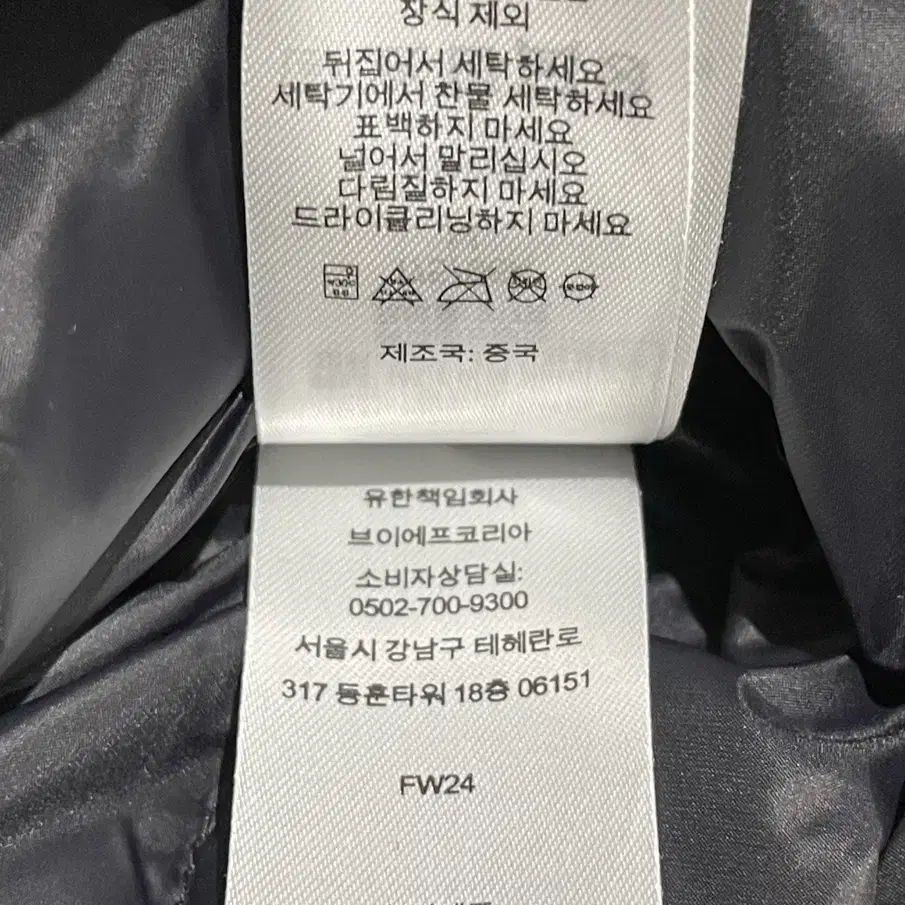 장식 제외
뒤집어서 세탁하세요
세탁기에서 찬물 세탁하세요
표백하지 마세요
널어서 말리십시오
다림질하지 마세요
드라이클리닝하지 마세요
제조국: 중국
유한책임회사
브이에프코리아
소비자상담실:
0502-700-9300
서울시 강남구 테헤란로
317 동훈타워 18층 06151
FW24